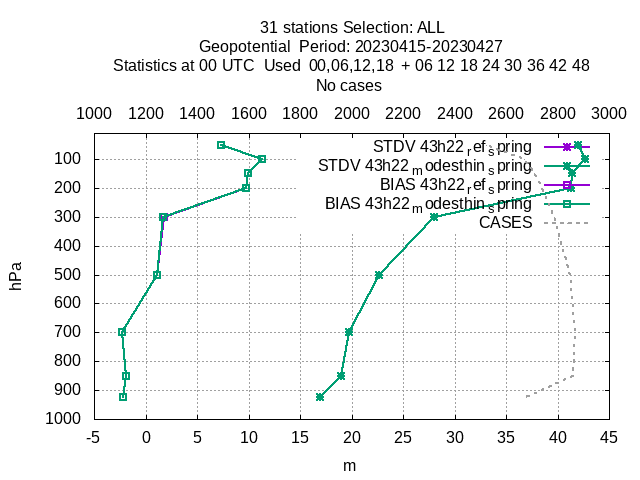 31 stations Selection: ALL
Geopotential Period: 20230415-20230427
Statistics at 00 UTC Used 00,06,12,18 + 06 12 18 24 30 36 42 48
No cases
1000 1200 1400 1600 1800 2000 2200 2400 2600 2800 3000
STDV 43h22_ref_spring
STDV 43h22_modesthin_spring
BIAS 43h22_ref_spring
BIAS 43h22_modesthin_spring
CASES
100
200
300
400
500
600
700
800
900
1000
hPa
-5 0 5 10 15 20 25 30 35 40 45
m